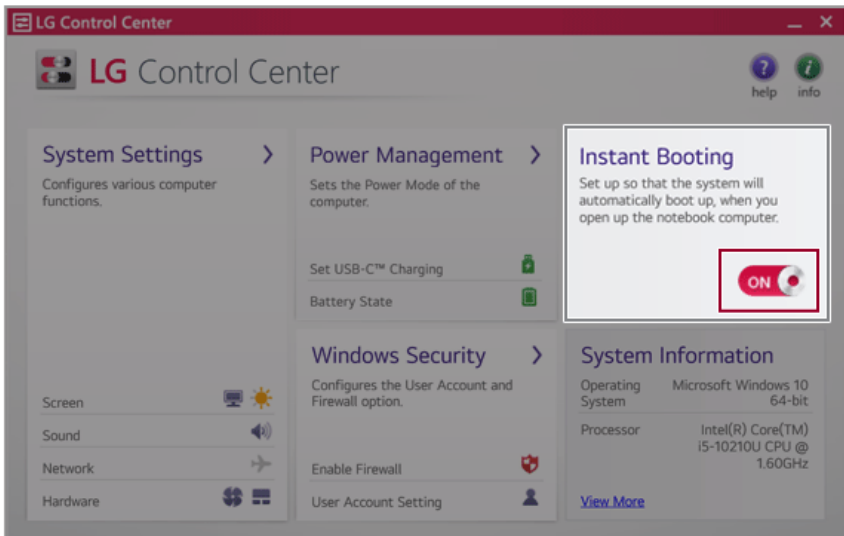 LG Control Center
LG Control Center
help
info
System Settings
Configures various computer
functions.
Screen
Sound
Network
Hardware
Power Management
Sets the Power Mode of the
computer.
Set USB-C™ Charging
Battery State
Instant Booting
Set up so that the system will
automatically boot up, when you
open up the notebook computer.
ON
Windows Security
Configures the User Account and
Firewall option.
Enable Firewall
User Account Setting
System Information
Operating Microsoft Windows 10
System 64-bit
Processor Intel(R) Core(TM)
i5-10210U CPU @
1.60GHz
View More